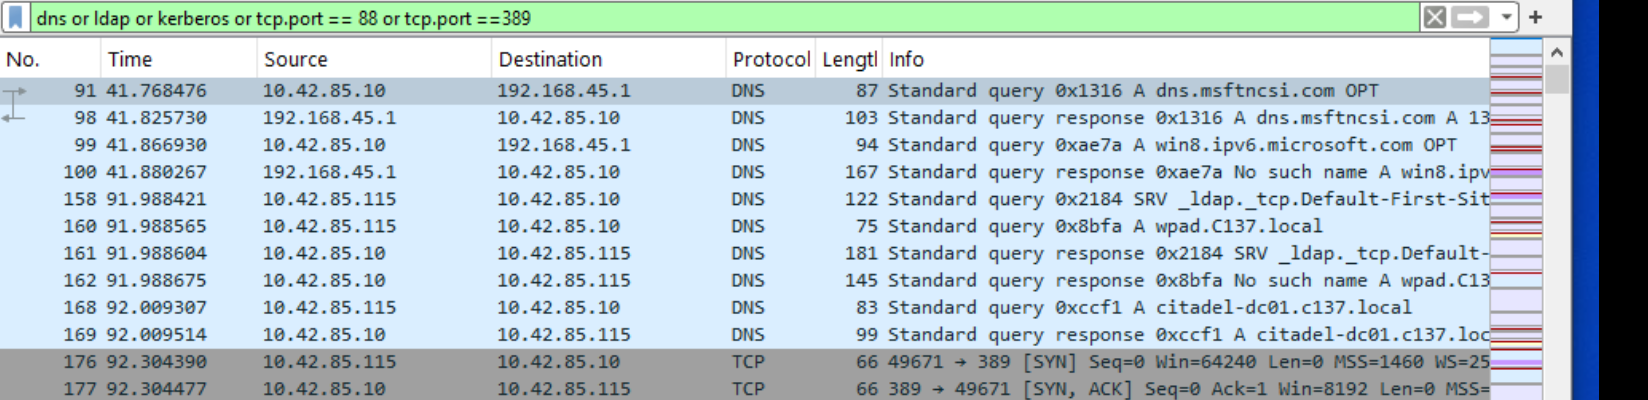 dns or ldap or kerberos or tcp.port == 88 or tcp.port ==389
No. Time Source Destination Protocol Lengtl Info
91 41.768476 10.42.85.10 192.168.45.1 DNS 87 Standard query 0x1316 A dns.msftncsi.com OPT
98 41.825730 192.168.45.1 10.42.85.10 DNS 103 Standard query response 0x1316 A dns.msftncsi.com A 13
99 41.866930 10.42.85.10 192.168.45.1 DNS 94 Standard query 0xae7a A win8.ipv6.microsoft.com OPT
100 41.880267 192.168.45.1 10.42.85.10 DNS 167 Standard query response 0xae7a No such name A win8.ipv
158 91.988421 10.42.85.115 10.42.85.10 DNS 122 Standard query 0x2184 SRV _ldap._tcp.Default-First-Sit
160 91.988565 10.42.85.115 10.42.85.10 DNS 75 Standard query 0x8bfa A wpad.C137.local
161 91.988604 10.42.85.10 10.42.85.115 DNS 181 Standard query response 0x2184 SRV _ldap._tcp.Default-
162 91.988675 10.42.85.10 10.42.85.115 DNS 145 Standard query response 0x8bfa No such name A wpad.C13
168 92.009307 10.42.85.115 10.42.85.10 DNS 83 Standard query 0xccf1 A citadel-dc01.c137.local
169 92.009514 10.42.85.10 10.42.85.115 DNS 99 Standard query response 0xccf1 A citadel-dc01.c137.loc
176 92.304390 10.42.85.115 10.42.85.10 TCP 66 49671 → 389 [SYN] Seq=0 Win=64240 Len=0 MSS=1460 WS=25
177 92.304477 10.42.85.10 10.42.85.115 TCP 66 389 → 49671 [SYN, ACK] Seq=0 Ack=1 Win=8192 Len=0 MSS=